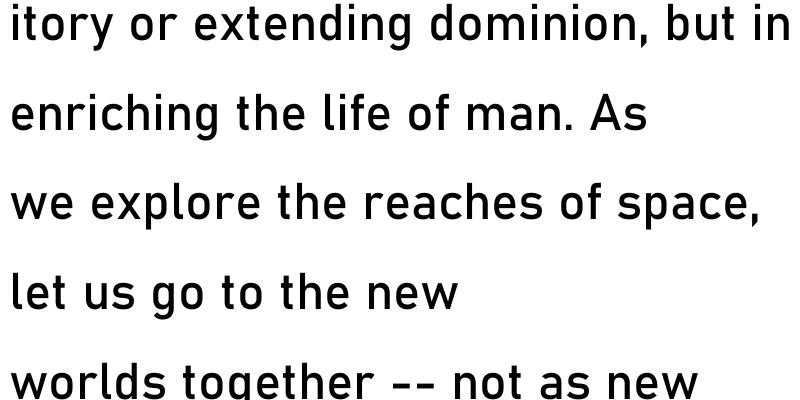 itory or extending dominion, but in
enriching the life of man. As
we explore the reaches of space,
let us go to the new
worlds together -- not as new